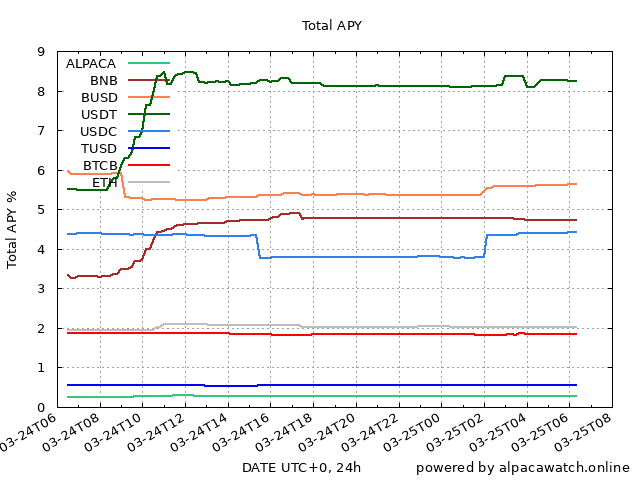 Total APY
Total APY %
9
8
7
6
5
4
3
2
1
0
ALPACA
BNB
BUSD
USDT
USDC
TUSD
BTCB
ETH
03-24T06
03-24T08
03-24T10
03-24T12
03-24T14
03-24T16
03-24T18
03-24T20
03-24T22
03-25T00
03-25T02
03-25T04
03-25T06
03-25T08
DATE UTC+0, 24h
powered by alpacawatch.online